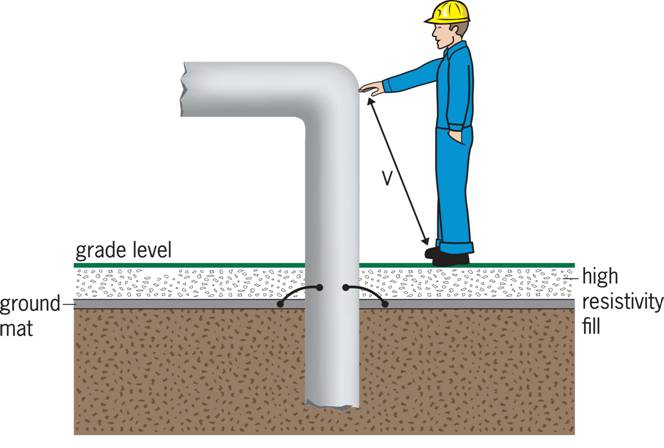 V
grade level
high
resistivity
fill
ground
mat